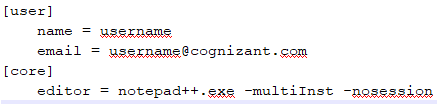 [user]
    name = username
    email = username@cognizant.com
[core]
    editor = notepad++.exe -multiInst -nosession